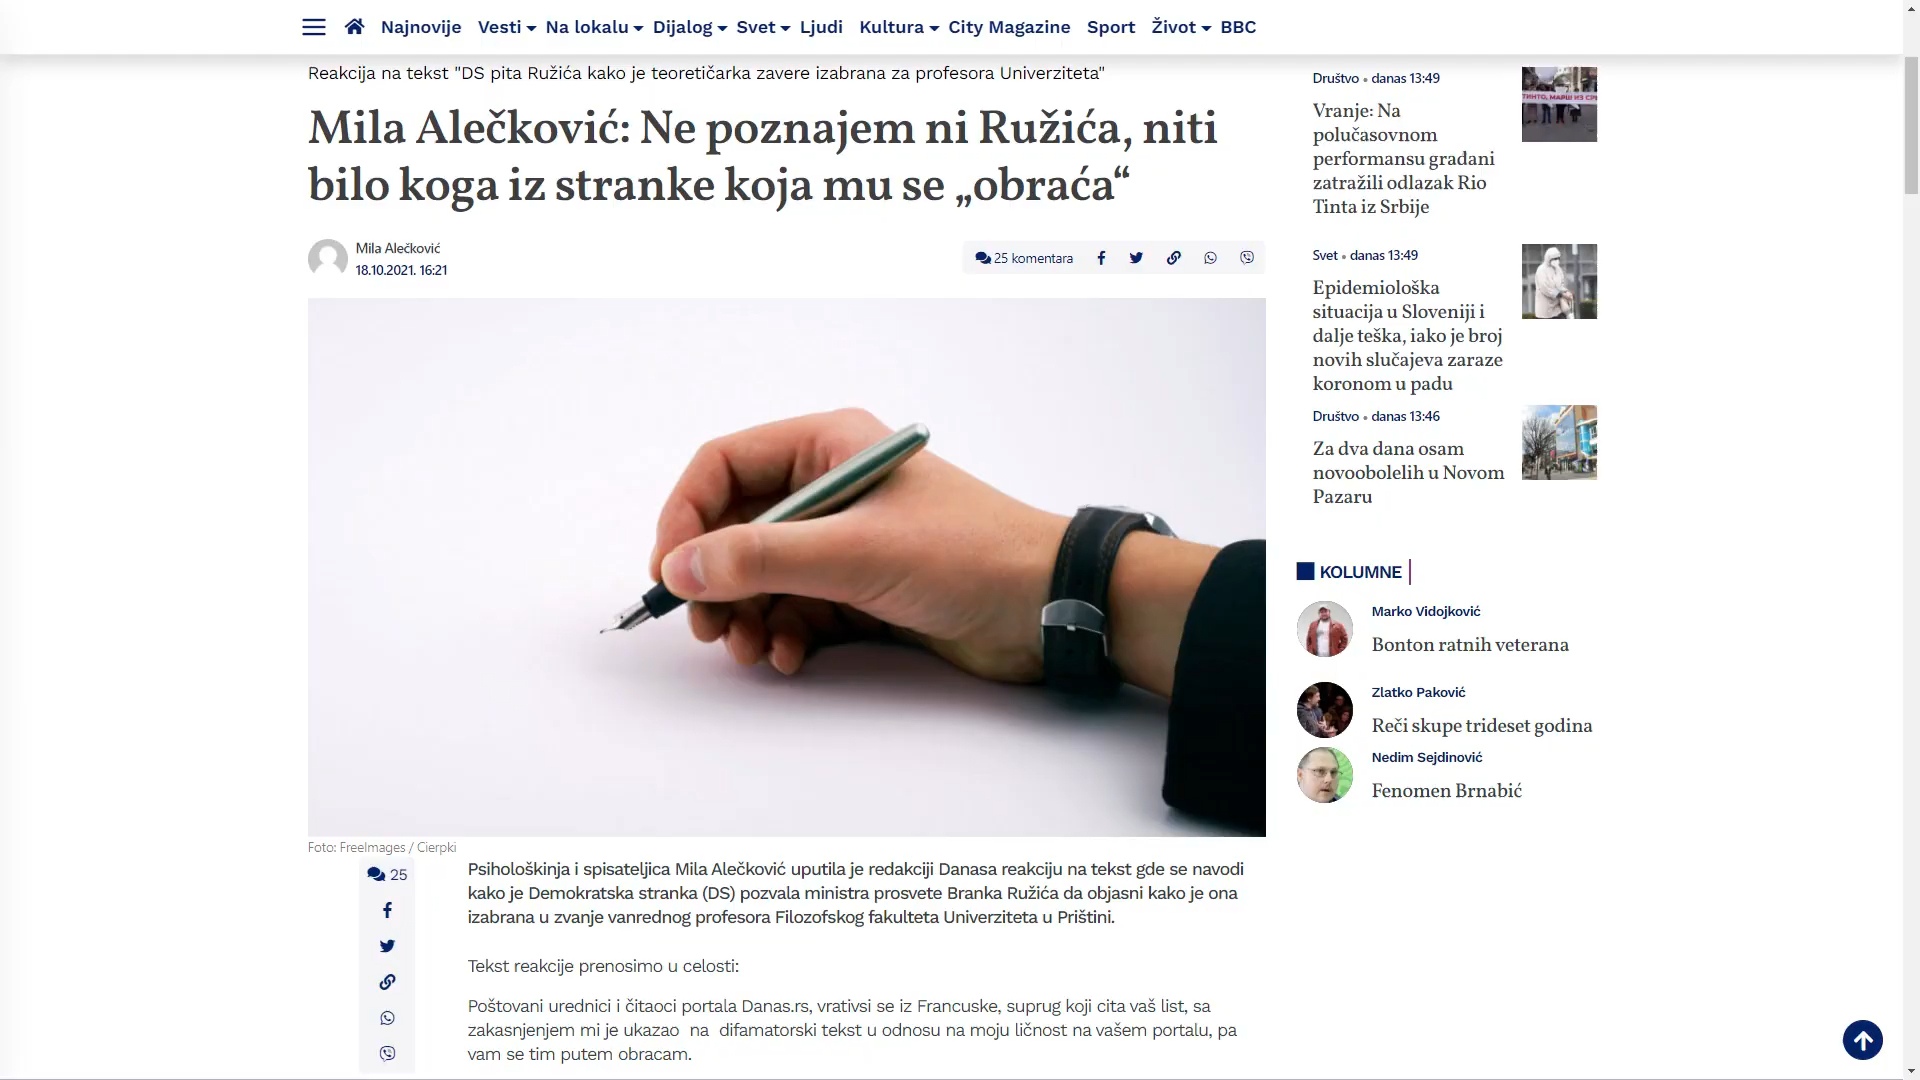 Najnovije Vesti Na lokalu Dijalog Svet Ljudi Kultura City Magazine Sport Život BBC
Reakcija na tekst "DS pita Ružića kako je teoretičarka zavere izabrana za profesora Univerziteta"
Mila Alečković: Ne poznajem ni Ružića, niti
bilo koga iz stranke koja mu se „obraća“
Mila Alečković
18.10.2021. 16:21
25 komentara
Foto: FreeImages / Cierpki
25
Psihološkinja i spisateljica Mila Alečković uputila je redakciji Danasa reakciju na tekst gde se navodi
kako je Demokratska stranka (DS) pozvala ministra prosvete Branka Ružića da objasni kako je ona
izabrana u zvanje vanrednog profesora Filozofskog fakulteta Univerziteta u Prištini.
Tekst reakcije prenosimo u celosti:
Poštovani urednici i čitaoci portala Danas.rs, vrativsi se iz Francuske, suprug koji cita vaš list, sa
zakasnjenjem mi je ukazao na difamatorski tekst u odnosu na moju ličnost na vašem portalu, pa
vam se tim putem obracam.
Društvo • danas 13:49
Vranje: Na
polučasovnom
performansu građani
zatražili odlazak Rio
Tinta iz Srbije
Svet • danas 13:49
Epidemiološka
situacija u Sloveniji i
dalje teška, iako je broj
novih slučajeva zaraze
koronom u padu
Društvo • danas 13:46
Za dva dana osam
novoobolelih u Novom
Pazaru
KOLUMNE
Marko Vidojković
Bonton ratnih veterana
Zlatko Paković
Reči skupe trideset godina
Nedim Sejdinović
Fenomen Brnabić